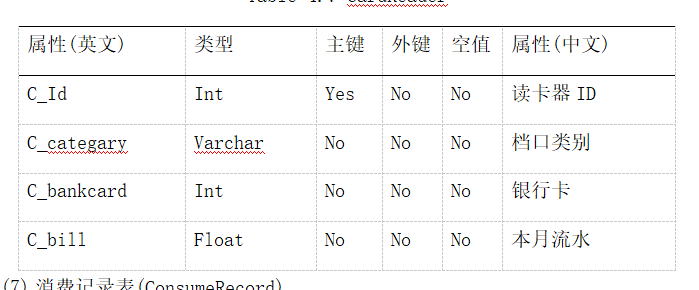 属性(英文) 类型 主键 外键 空值 属性(中文)
C_Id Int Yes No No 读卡器 ID
C_categary Varchar No No No 档口类别
C_bankcard Int No No No 银行卡
C_bill Float No No No 本月流水
(7) 消费记录表(ConsumeRecord)